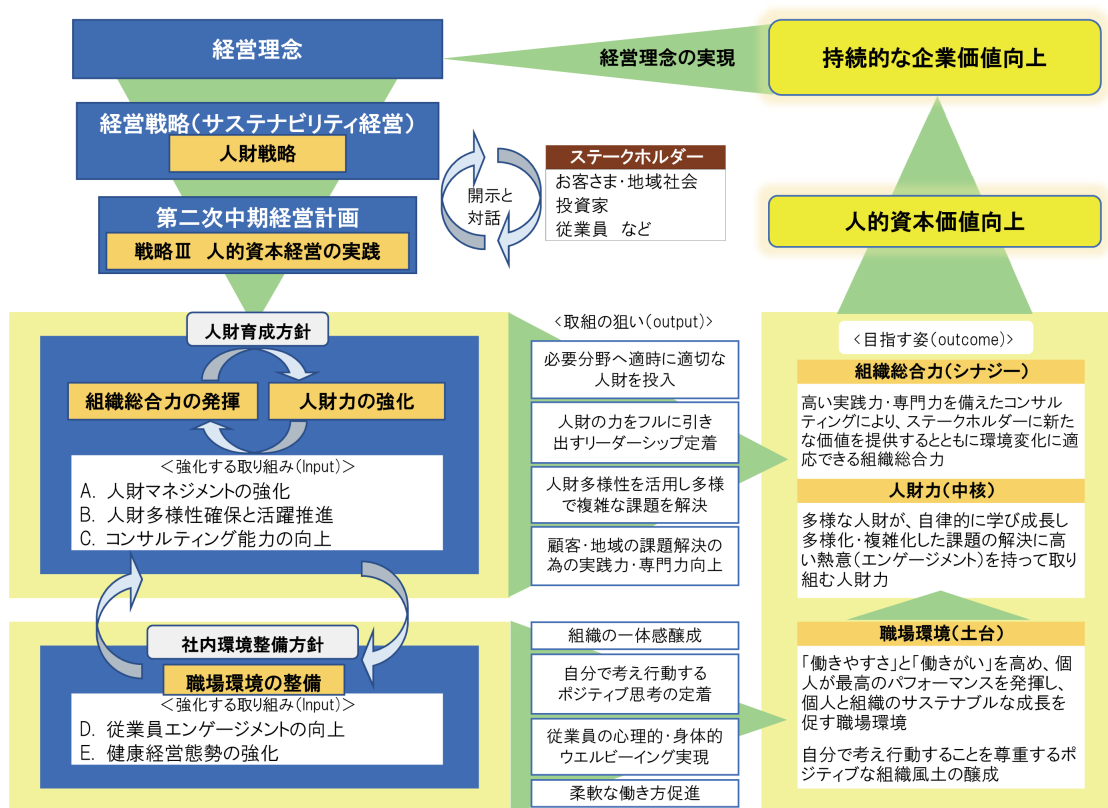 経営理念
経営理念の実現
持続的な企業価値向上
経営戦略(サステナビリティ経営)
人財戦略
開示と
対話
ステークホルダー
お客さま・地域社会
投資家
従業員 など
第二次中期経営計画
戦略Ⅲ 人的資本経営の実践
人的資本価値向上
人財育成方針
組織総合力の発揮
人財力の強化
<強化する取り組み(Input)>
A. 人財マネジメントの強化
B. 人財多様性確保と活躍推進
C. コンサルティング能力の向上
<取組の狙い(output)>
必要分野へ適時に適切な
人財を投入
人財の力をフルに引き
出すリーダーシップ定着
人財多様性を活用し多様
で複雑な課題を解決
顧客・地域の課題解決の
為の実践力・専門力向上
<目指す姿(outcome)>
組織総合力(シナジー)
高い実践力・専門力を備えたコンサル
ティングにより、ステークホルダーに新た
な価値を提供するとともに環境変化に適
応できる組織総合力
人財力(中核)
多様な人財が、自律的に学び成長し
多様化・複雑化した課題の解決に高
い熱意(エンゲージメント)を持って取り
組む人財力
社内環境整備方針
職場環境の整備
<強化する取り組み(Input)>
D. 従業員エンゲージメントの向上
E. 健康経営態勢の強化
組織の一体感醸成
自分で考え行動する
ポジティブ思考の定着
従業員の心理的・身体的
ウエルビーイング実現
柔軟な働き方促進
職場環境(土台)
「働きやすさ」と「働きがい」を高め、個
人が最高のパフォーマンスを発揮し、
個人と組織のサステナブルな成長を
促す職場環境
自分で考え行動することを尊重するポ
ジティブな組織風土の醸成